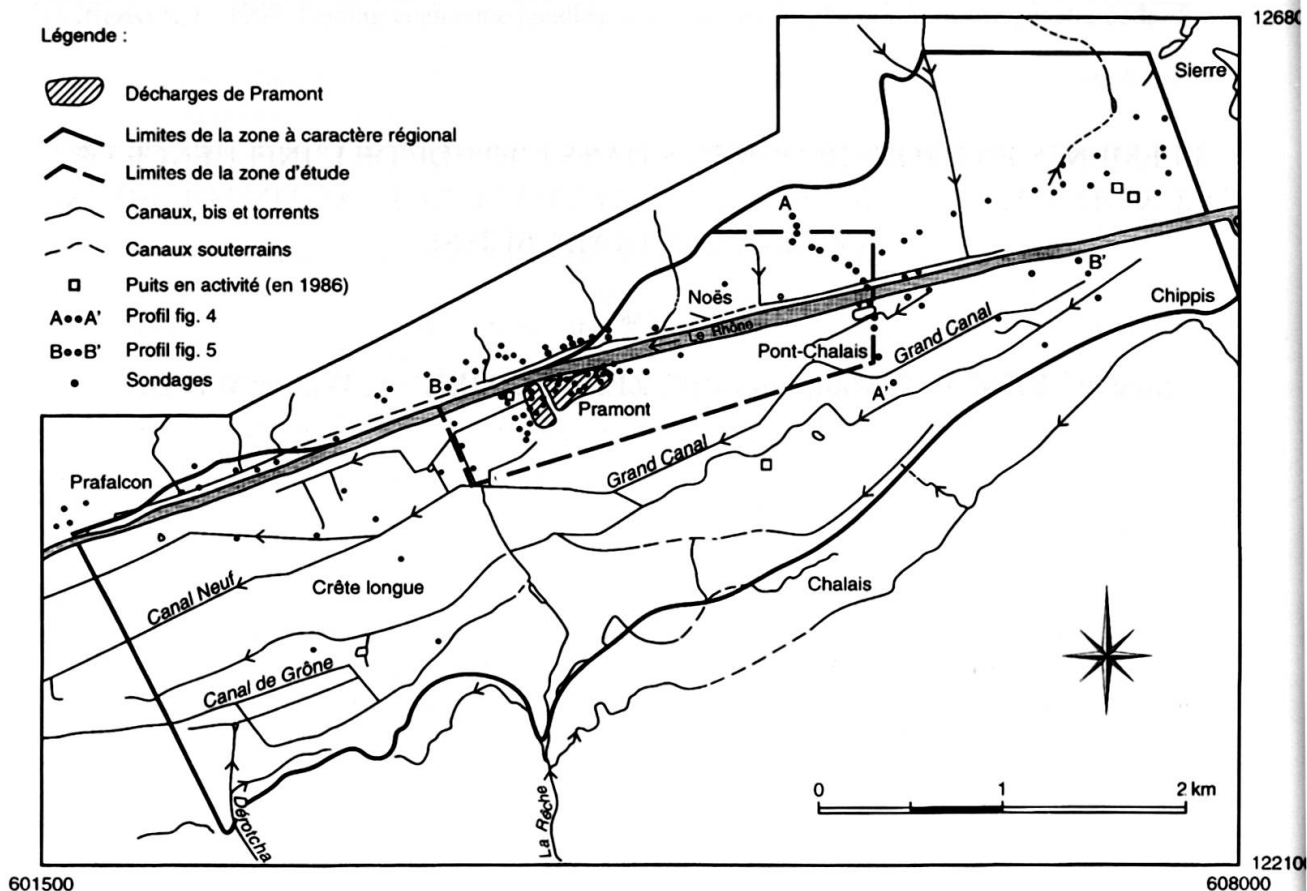 Légende :
Décharges de Pramont
Limites de la zone à caractère régional
Limites de la zone d'étude
Canaux, bis et torrents
Canaux souterrains
Puits en activité (en 1986)
A A' Profil fig. 4
B B' Profil fig. 5
Sondages
12680
Sierre
A
B'
Chippis
Noës
Le Rhône
Pont-Chalais
Grand Canal
A'
B
Pramont
Grand Canal
Prafalcon
Canal Neuf
Crête longue
Chalais
Canal de Grône
Dérotcha
La Rèche
0 1 2 km
12210
601500
608000